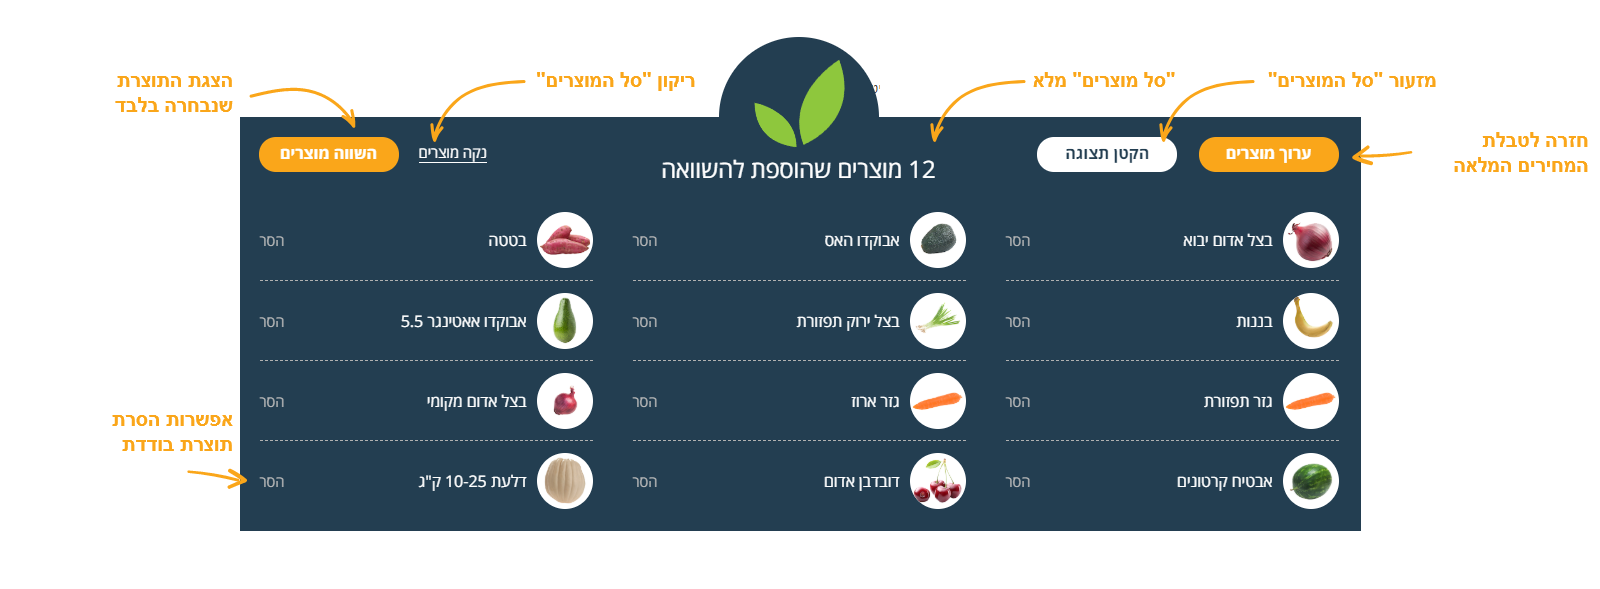 מזעור "סל המוצרים"
"סל מוצרים" מלא
ריקון "סל המוצרים"
הצגת התוצרת
שנבחרה בלבד
חזרה לטבלת
המחירים המלאה
ערוך מוצרים
הקטן תצוגה
12 מוצרים שהוספת להשוואה
נקה מוצרים
השווה מוצרים
בצל אדום יבוא
הסר
אבוקדו האס
הסר
בטטה
הסר
בננות
הסר
בצל ירוק תפזורת
הסר
אבוקדו אאטינגר 5.5
הסר
גזר תפזורת
הסר
גזר ארוז
הסר
בצל אדום מקומי
הסר
אבטיח קרטונים
הסר
דובדבן אדום
הסר
דלעת 10-25 ק"ג
הסר
אפשרות הסרת
תוצרת בודדת